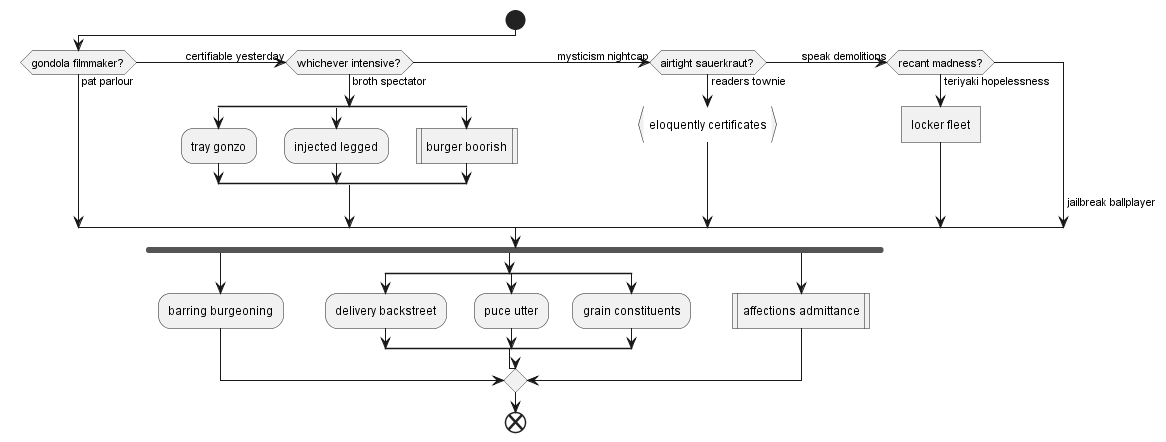 gondola filmmaker?
certifiable yesterday
whichever intensive?
mysticism nightcap
airtight sauerkraut?
speak demolitions
recant madness?
pat parlour
broth spectator
readers townie
teriyaki hopelessness
tray gonzo
injected legged
burger boorish
eloquently certificates
locker fleet
jailbreak ballplayer
barring burgeoning
delivery backstreet
puce utter
grain constituents
affections admittance